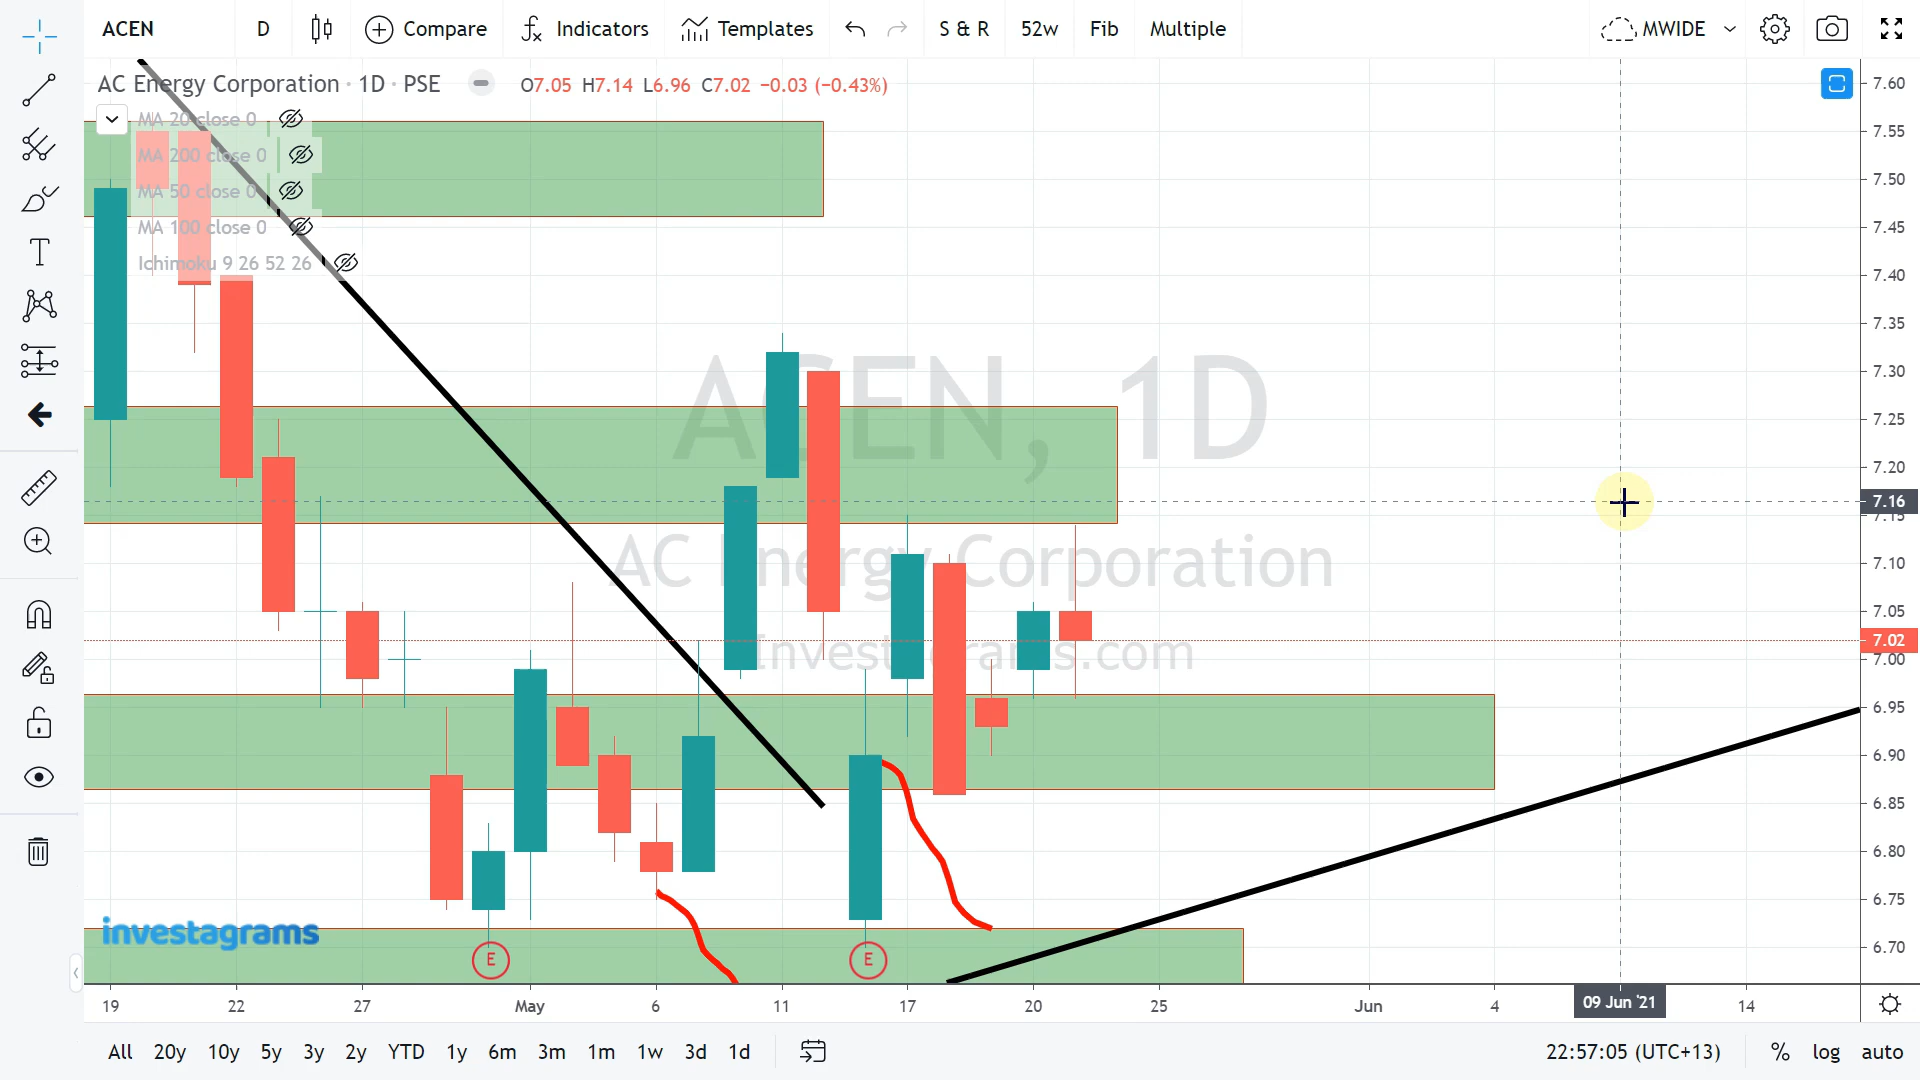 ACEN D Compare Indicators Templates S & R 52w Fib Multiple MWIDE
AC Energy Corporation · 1D · PSE O7.05 H7.14 L6.96 C7.02 −0.03 (−0.43%)
MA 20 close 0
MA 200 close 0
MA 50 close 0
MA 100 close 0
Ichimoku 9 26 52 26
ACEN, 1D
AC Energy Corporation
investagrams.com
7.60
7.55
7.50
7.45
7.40
7.35
7.30
7.25
7.20
7.16
7.15
7.10
7.05
7.02
7.00
6.95
6.90
6.85
6.80
6.75
6.70
investagrams
E E
19 22 27 May 6 11 17 20 25 Jun 4 09 Jun '21 14
All 20y 10y 5y 3y 2y YTD 1y 6m 3m 1m 1w 3d 1d 22:57:05 (UTC+13) % log auto